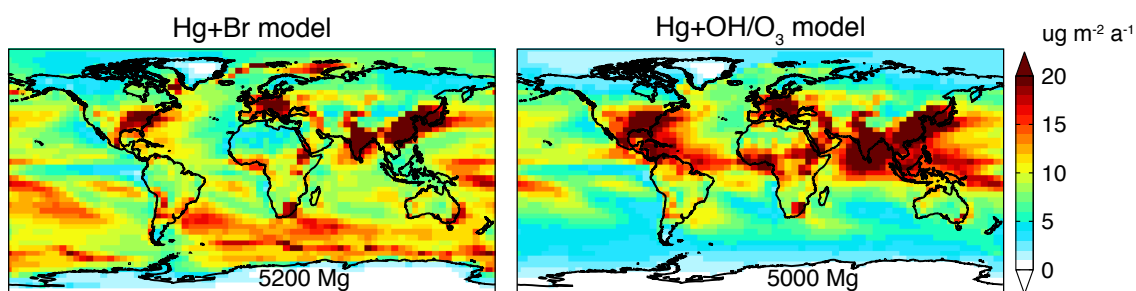 Hg+Br model
Hg+OH/O₃ model
ug m⁻² a⁻¹
20
15
10
5
0
5200 Mg
5000 Mg